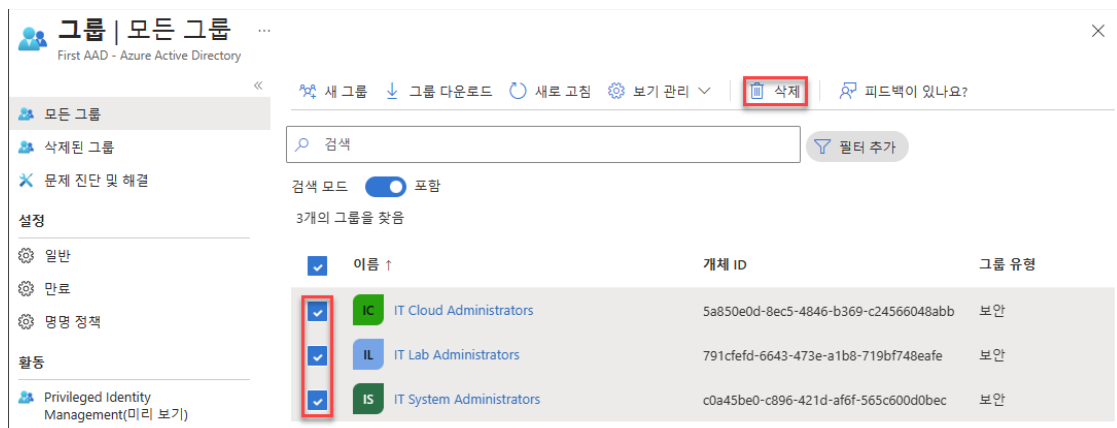 그룹 | 모든 그룹 ...
First AAD - Azure Active Directory
모든 그룹
삭제된 그룹
문제 진단 및 해결
설정
일반
만료
명명 정책
활동
Privileged Identity
Management(미리 보기)
새 그룹 그룹 다운로드 새로 고침 보기 관리 삭제 피드백이 있나요?
검색 필터 추가
검색 모드 포함
3개의 그룹을 찾음
이름 ↑ 개체 ID 그룹 유형
IC IT Cloud Administrators 5a850e0d-8ec5-4846-b369-c24566048abb 보안
IL IT Lab Administrators 791cfefd-6643-473e-a1b8-719bf748eafe 보안
IS IT System Administrators c0a45be0-c896-421d-af6f-565c600d0bec 보안